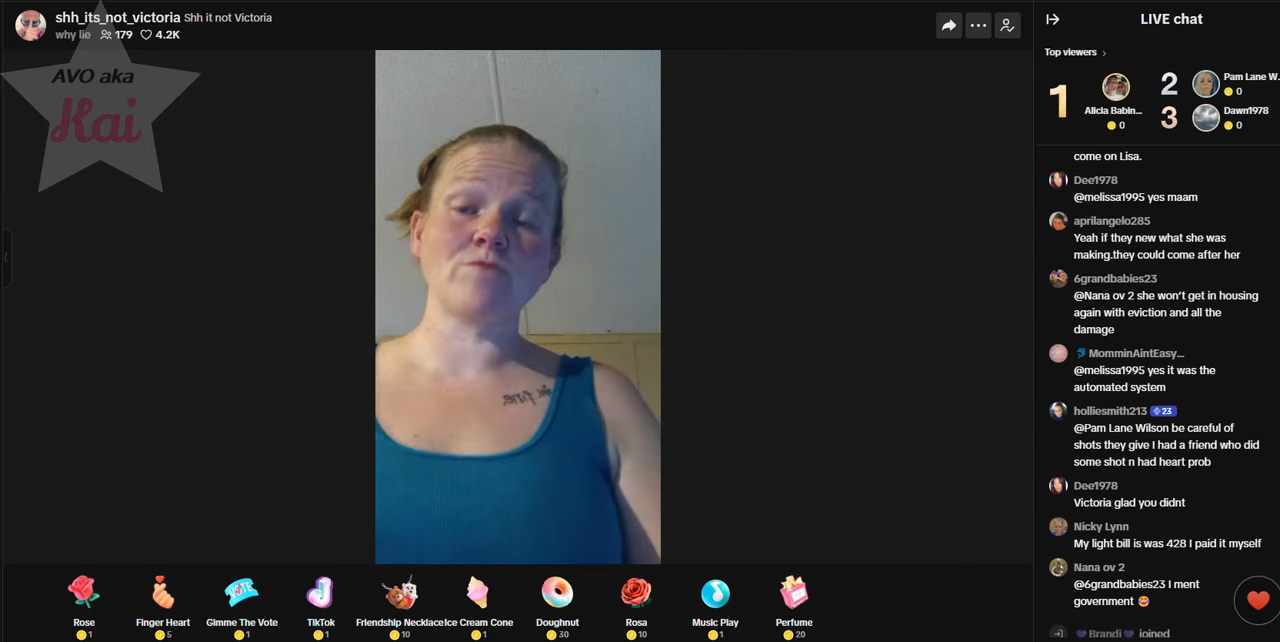 shh_its_not_victoria Shh it not Victoria
why lie 179 4.2K
AVO aka
Kai
LIVE chat
Top viewers >
1
Alicia Babin...
0
2
Pam Lane W...
0
3
Dawn1978
0
come on Lisa.
Dee1978
@melissa1995 yes maam
aprilangelo285
Yeah if they new what she was
making.they could come after her
6grandbabies23
@Nana ov 2 she won't get in housing
again with eviction and all the
damage
MomminAintEasy...
@melissa1995 yes it was the
automated system
holliesmith213 23
@Pam Lane Wilson be careful of
shots they give I had a friend who did
some shot n had heart prob
Dee1978
Victoria glad you didnt
Nicky Lynn
My light bill is was 428 I paid it myself
Nana ov 2
@6grandbabies23 I ment
government 😁
💜Brandi💜 joined
Rose
1
Finger Heart
5
VOTE
Gimme The Vote
1
TikTok
1
Friendship Necklace
10
Ice Cream Cone
1
Doughnut
30
Rosa
10
Music Play
1
Perfume
20